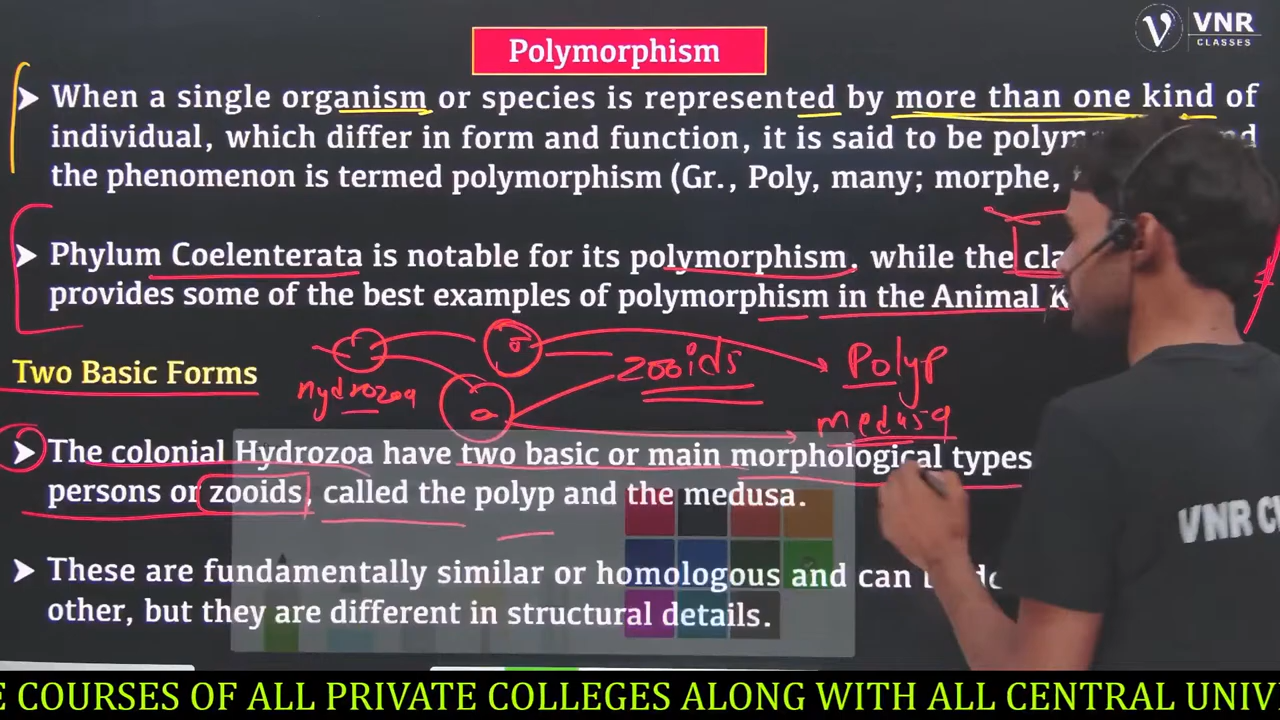 VNR
CLASSES
Polymorphism
➤ When a single organism or species is represented by more than one kind of
individual, which differ in form and function, it is said to be
the phenomenon is termed polymorphism (Gr., Poly, many; morphe,
➤ Phylum Coelenterata is notable for its polymorphism. while the
provides some of the best examples of polymorphism in the Animal
zooids
Polyp
Two Basic Forms
hydrozoa
medusa
➤ The colonial Hydrozoa have two basic or main morphological types
persons or zooids, called the polyp and the medusa.
VNR
➤ These are fundamentally similar or homologous and can
other, but they are different in structural details.
COURSES OF ALL PRIVATE COLLEGES ALONG WITH ALL CENTRAL